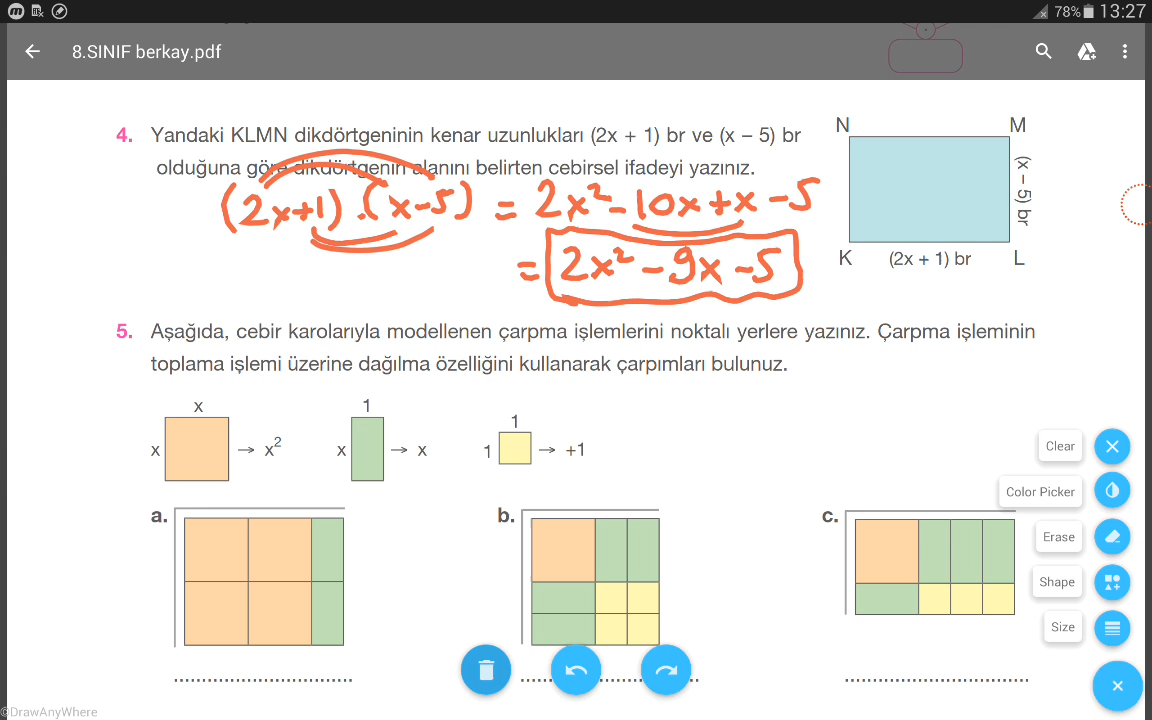 78% 13:27
8.SINIF berkay.pdf
4. Yandaki KLMN dikdörtgeninin kenar uzunlukları (2x + 1) br ve (x – 5) br
olduğuna göre dikdörtgenin alanını belirten cebirsel ifadeyi yazınız.
(2x+1).(x-5) = 2x²-10x+x-5
= 2x²-9x-5
N M
(x – 5) br
K (2x + 1) br L
5. Aşağıda, cebir karolarıyla modellenen çarpma işlemlerini noktalı yerlere yazınız. Çarpma işleminin
toplama işlemi üzerine dağılma özelliğini kullanarak çarpımları bulunuz.
x 1 1
x → x² x → x 1 → +1
Clear
Color Picker
a. b. c.
Erase
Shape
Size
.................................. .................................. ..................................
©DrawAnyWhere